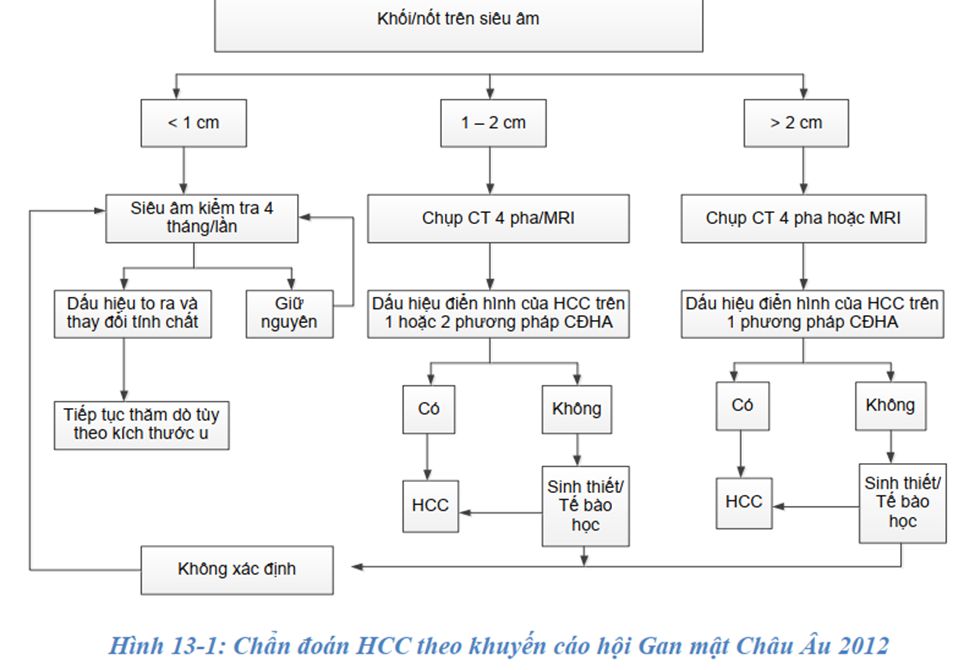 Khối/nốt trên siêu âm
< 1 cm
1 – 2 cm
> 2 cm
Siêu âm kiểm tra 4
tháng/lần
Chụp CT 4 pha/MRI
Chụp CT 4 pha hoặc MRI
Dấu hiệu to ra và
thay đổi tính chất
Giữ
nguyên
Dấu hiệu điển hình của HCC trên
1 hoặc 2 phương pháp CĐHA
Dấu hiệu điển hình của HCC trên
1 phương pháp CĐHA
Tiếp tục thăm dò tùy
theo kích thước u
Có
Không
Có
Không
HCC
Sinh thiết/
Tế bào
học
HCC
Sinh thiết/
Tế bào
học
Không xác định
Hình 13-1: Chẩn đoán HCC theo khuyến cáo hội Gan mật Châu Âu 2012